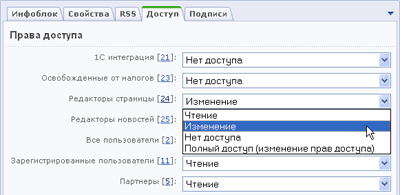 Инфоблок Свойства RSS Доступ Подписи
Права доступа
1С интеграция [21]: Нет доступа
Освобожденные от налогов [23]: Нет доступа
Редакторы страницы [24]: Изменение
Чтение
Редакторы новостей [25]: Изменение
Нет доступа
Все пользователи [2]: Полный доступ (изменение прав доступа)
Зарегистрированные пользователи [11]: Чтение
Партнеры [5]: Чтение